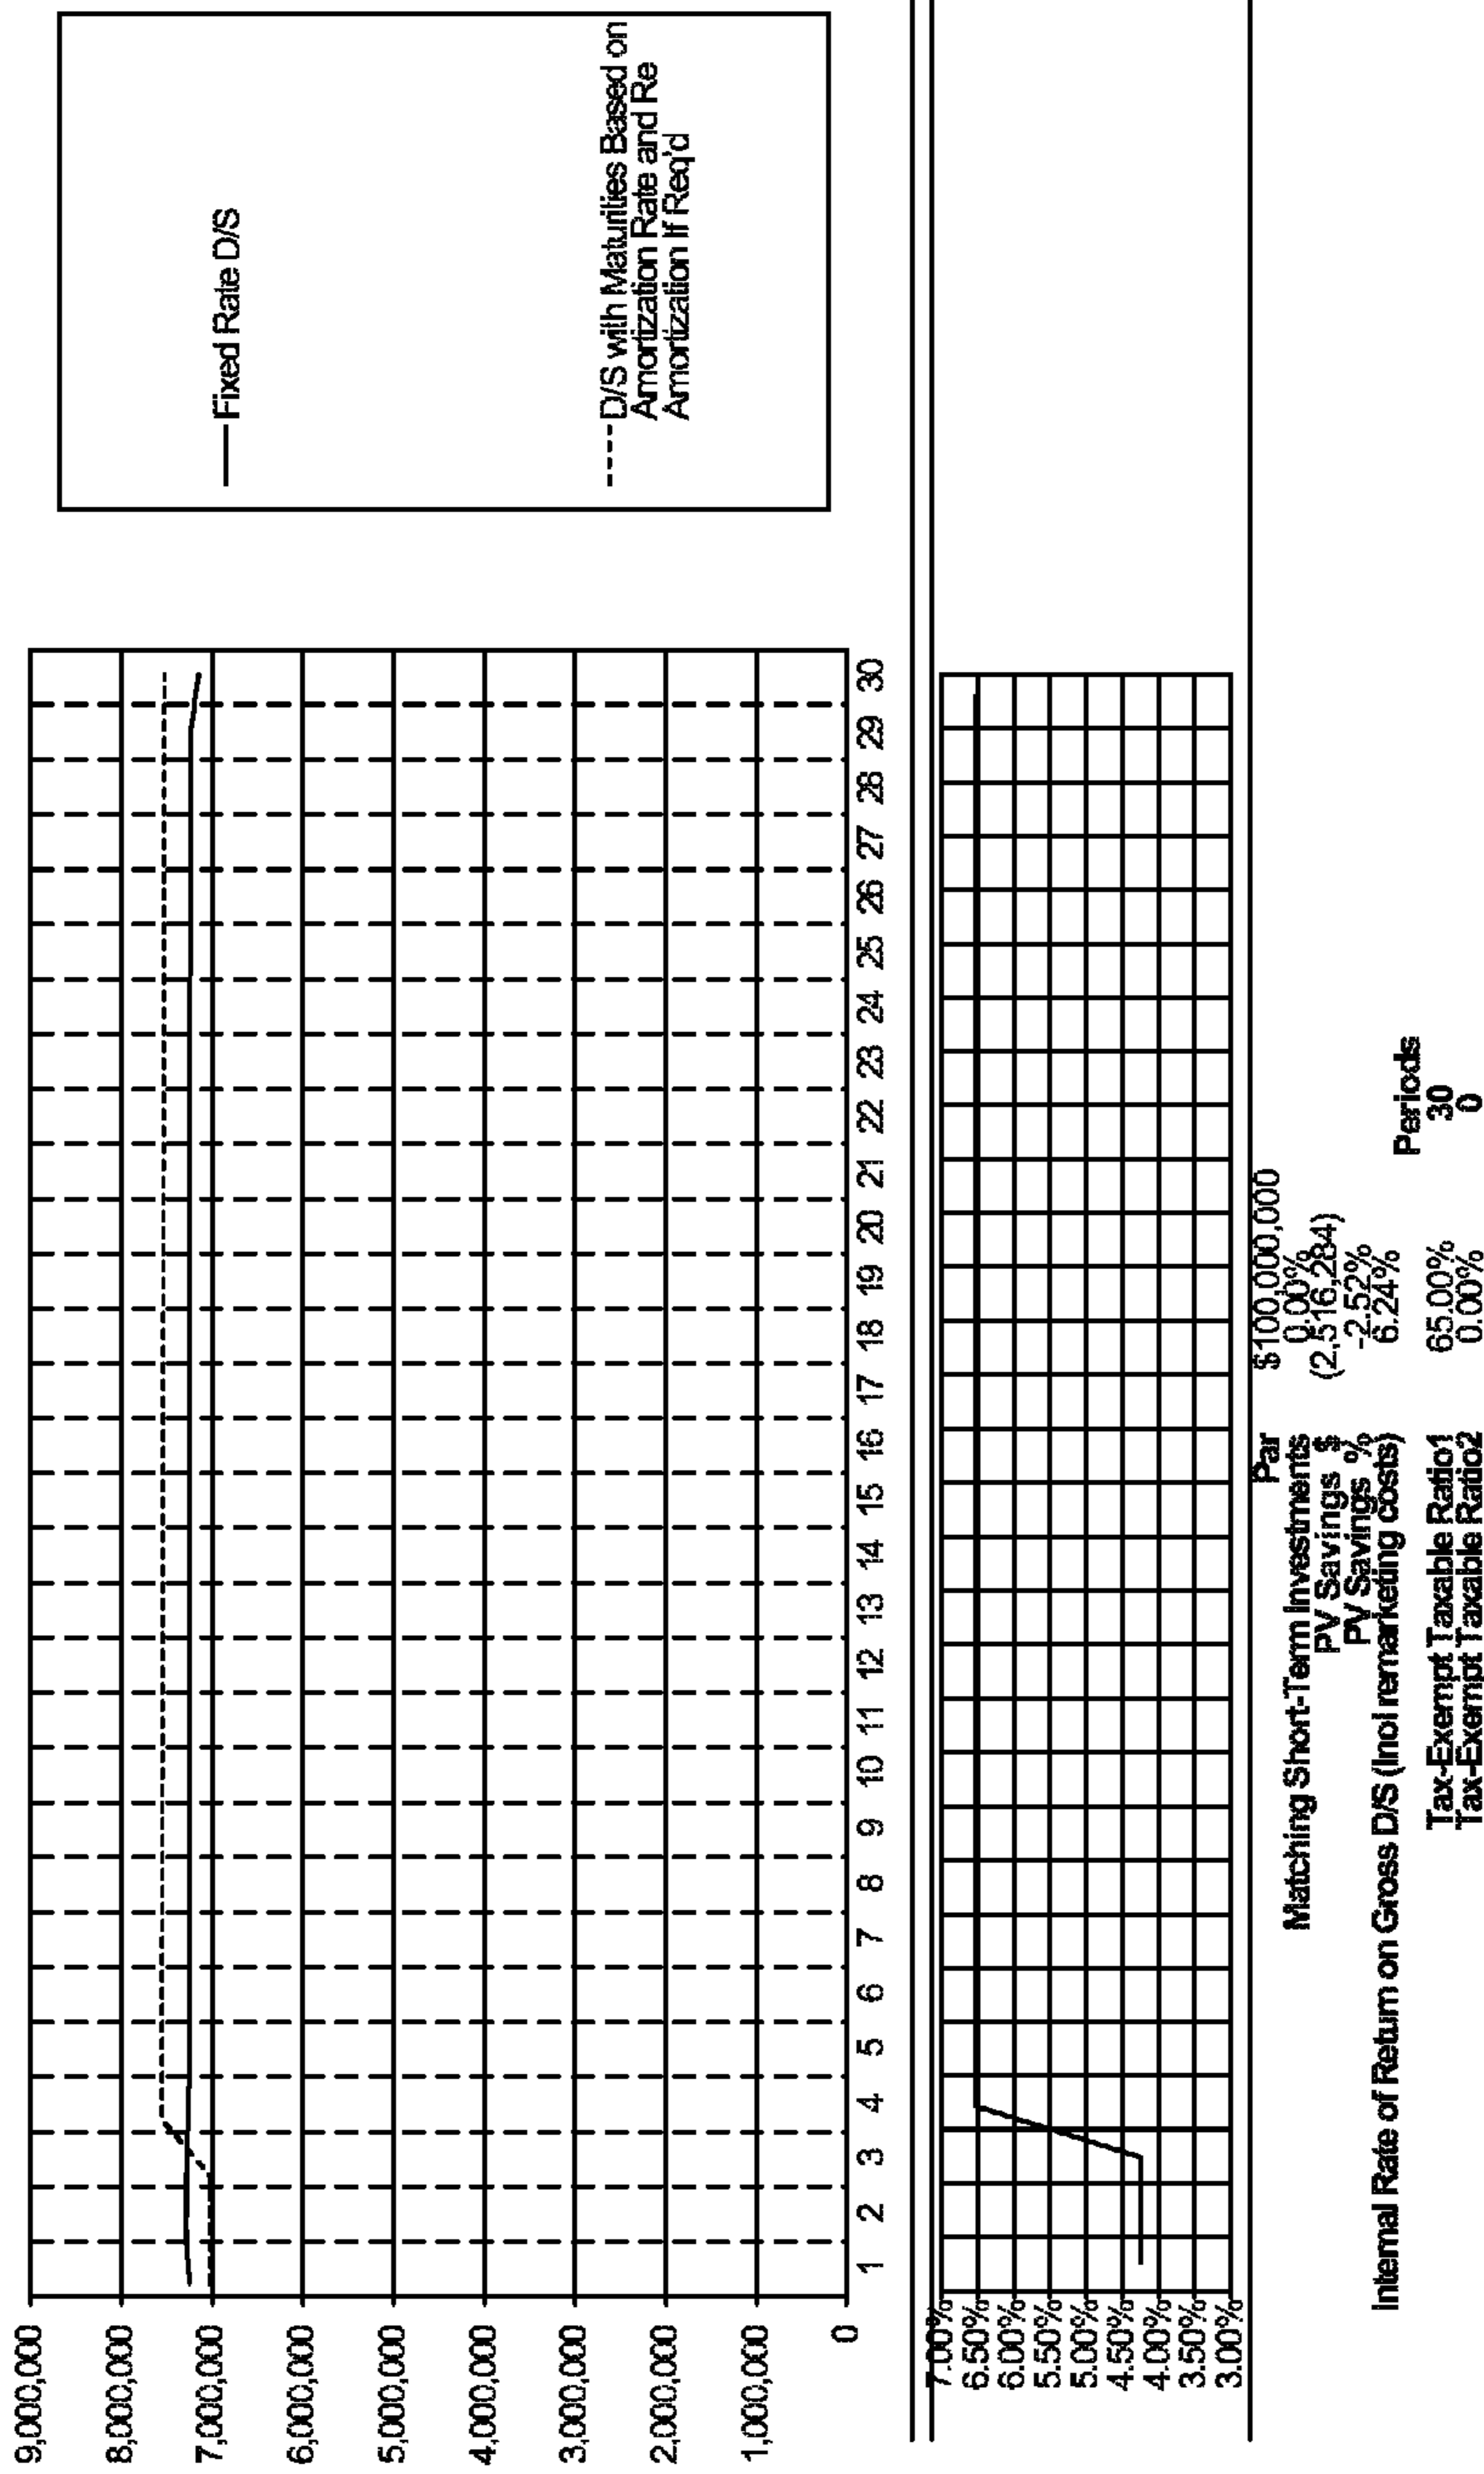 9,000,000
8,000,000
7,000,000
6,000,000
5,000,000
4,000,000
3,000,000
2,000,000
1,000,000
0
1 2 3 4 5 6 7 8 9 10 11 12 13 14 15 16 17 18 19 20 21 22 23 24 25 26 27 28 29 30
Fixed Rate D/S
D/S with Maturities Based on
Amortization Rate and Re
Amortization If Req'd
7.00%
6.50%
6.00%
5.50%
5.00%
4.50%
4.00%
3.50%
3.00%
Par $100,000,000
Matching Short-Term Investments 0.00%
PV Savings $ (2,516,284)
PV Savings % -2.52%
Internal Rate of Return on Gross D/S (Incl remarketing costs) 6.24%
Periods
Tax-Exempt Taxable Ratio1 65.00% 30
Tax-Exempt Taxable Ratio2 0.00% 0